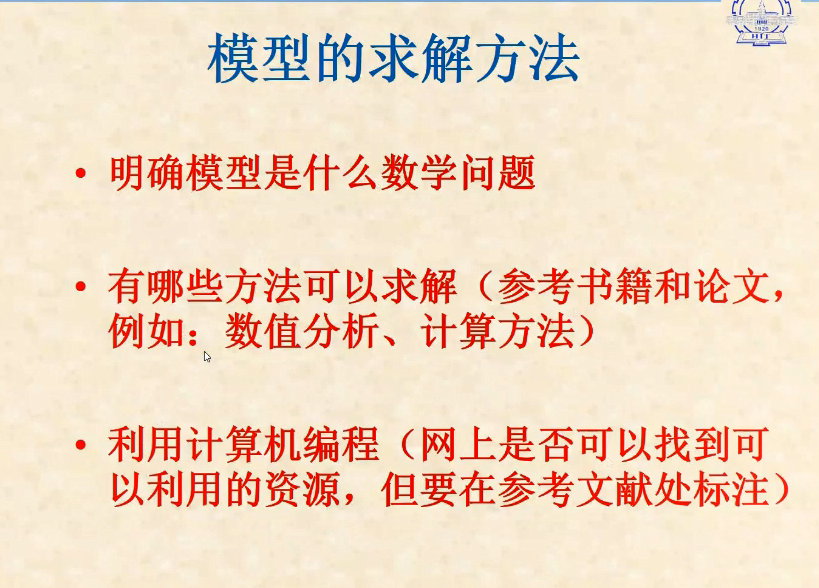 模型的求解方法
• 明确模型是什么数学问题
• 有哪些方法可以求解（参考书籍和论文，
例如：数值分析、计算方法）
• 利用计算机编程（网上是否可以找到可
以利用的资源，但要在参考文献处标注）
1920
HIT